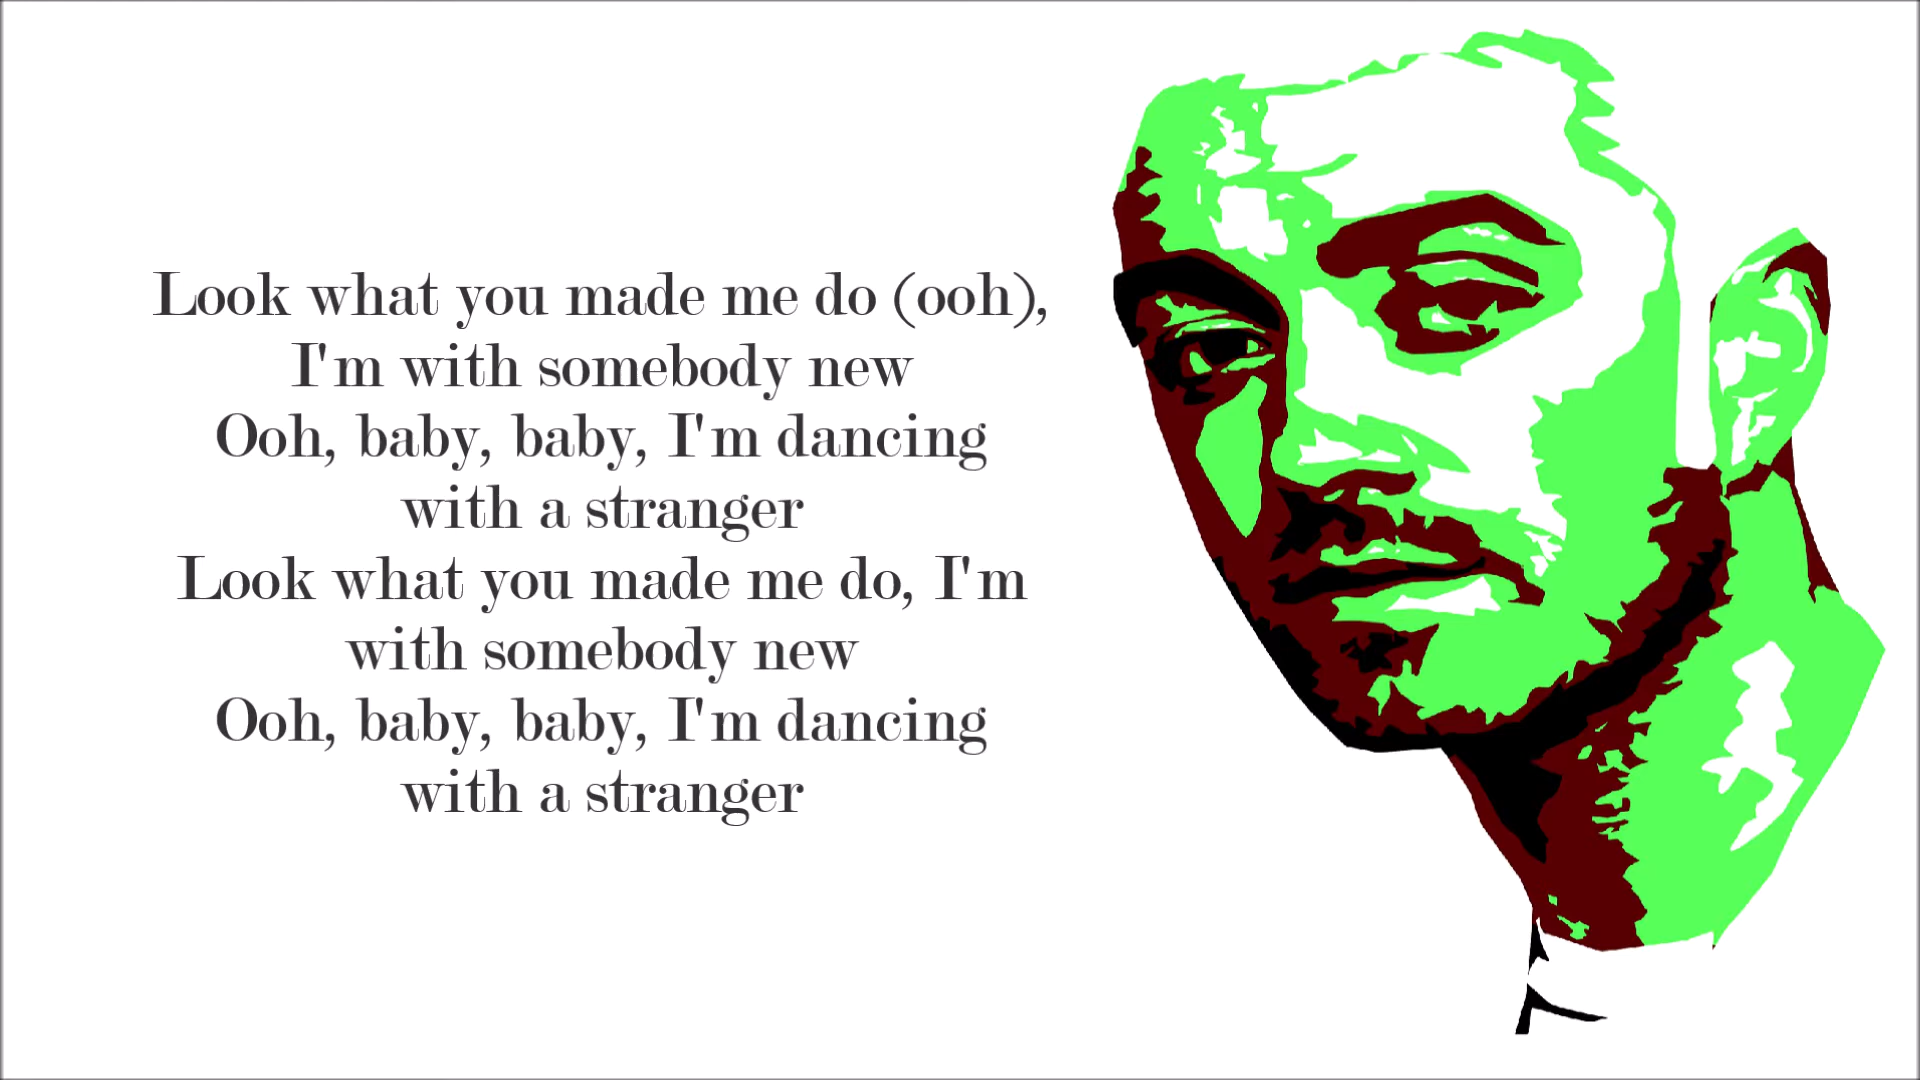 Look what you made me do (ooh),
I'm with somebody new
Ooh, baby, baby, I'm dancing
with a stranger
Look what you made me do, I'm
with somebody new
Ooh, baby, baby, I'm dancing
with a stranger